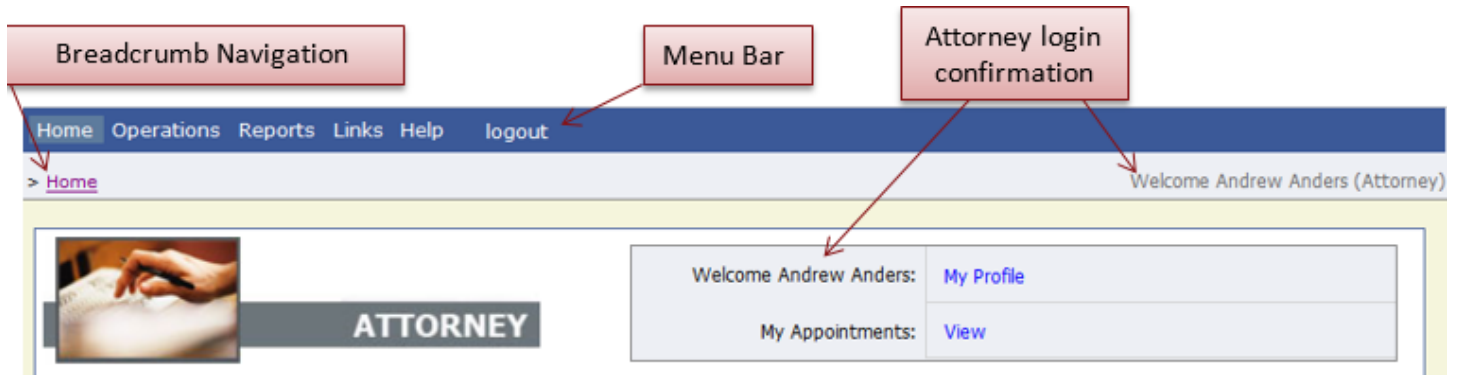 Breadcrumb Navigation
Menu Bar
Attorney login
confirmation
Home Operations Reports Links Help logout
> Home
Welcome Andrew Anders (Attorney)
ATTORNEY
Welcome Andrew Anders: My Profile
My Appointments: View